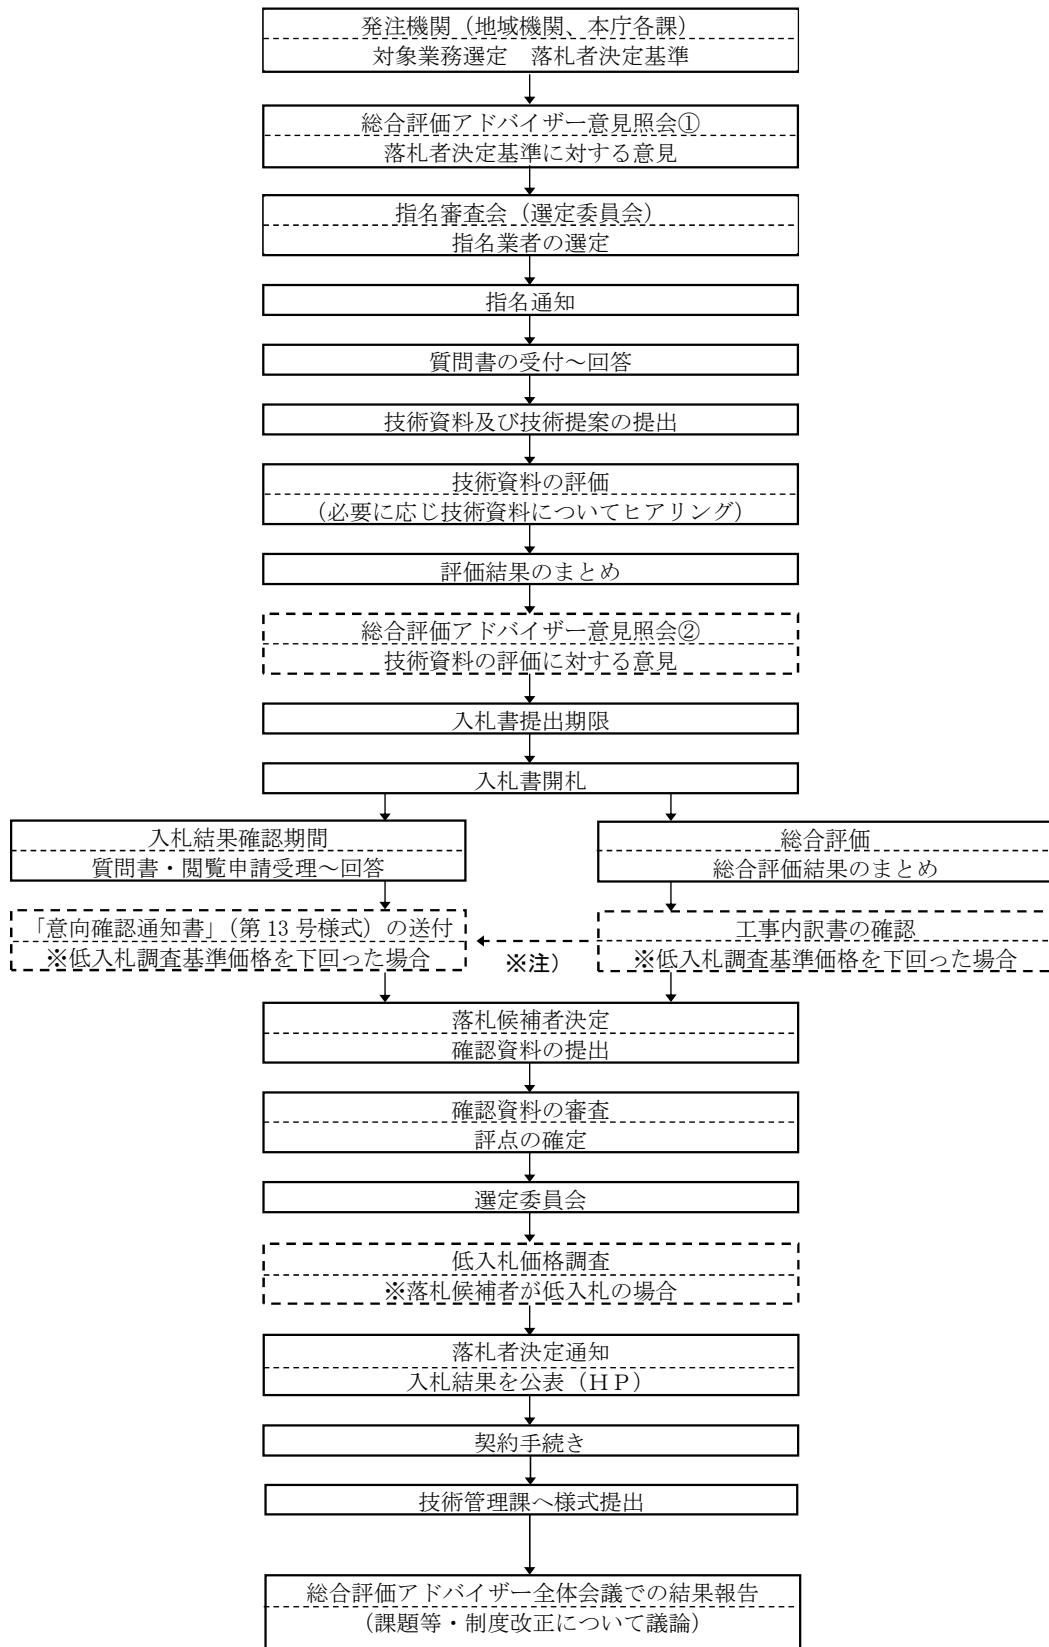 発注機関（地域機関、本庁各課）
対象業務選定　落札者決定基準
総合評価アドバイザー意見照会①
落札者決定基準に対する意見
指名審査会（選定委員会）
指名業者の選定
指名通知
質問書の受付～回答
技術資料及び技術提案の提出
技術資料の評価
（必要に応じ技術資料についてヒアリング）
評価結果のまとめ
総合評価アドバイザー意見照会②
技術資料の評価に対する意見
入札書提出期限
入札書開札
入札結果確認期間
質問書・閲覧申請受理～回答
総合評価
総合評価結果のまとめ
「意向確認通知書」（第 13 号様式）の送付
※低入札調査基準価格を下回った場合
※注）
工事内訳書の確認
※低入札調査基準価格を下回った場合
落札候補者決定
確認資料の提出
確認資料の審査
評点の確定
選定委員会
低入札価格調査
※落札候補者が低入札の場合
落札者決定通知
入札結果を公表（ＨＰ）
契約手続き
技術管理課へ様式提出
総合評価アドバイザー全体会議での結果報告
（課題等・制度改正について議論）